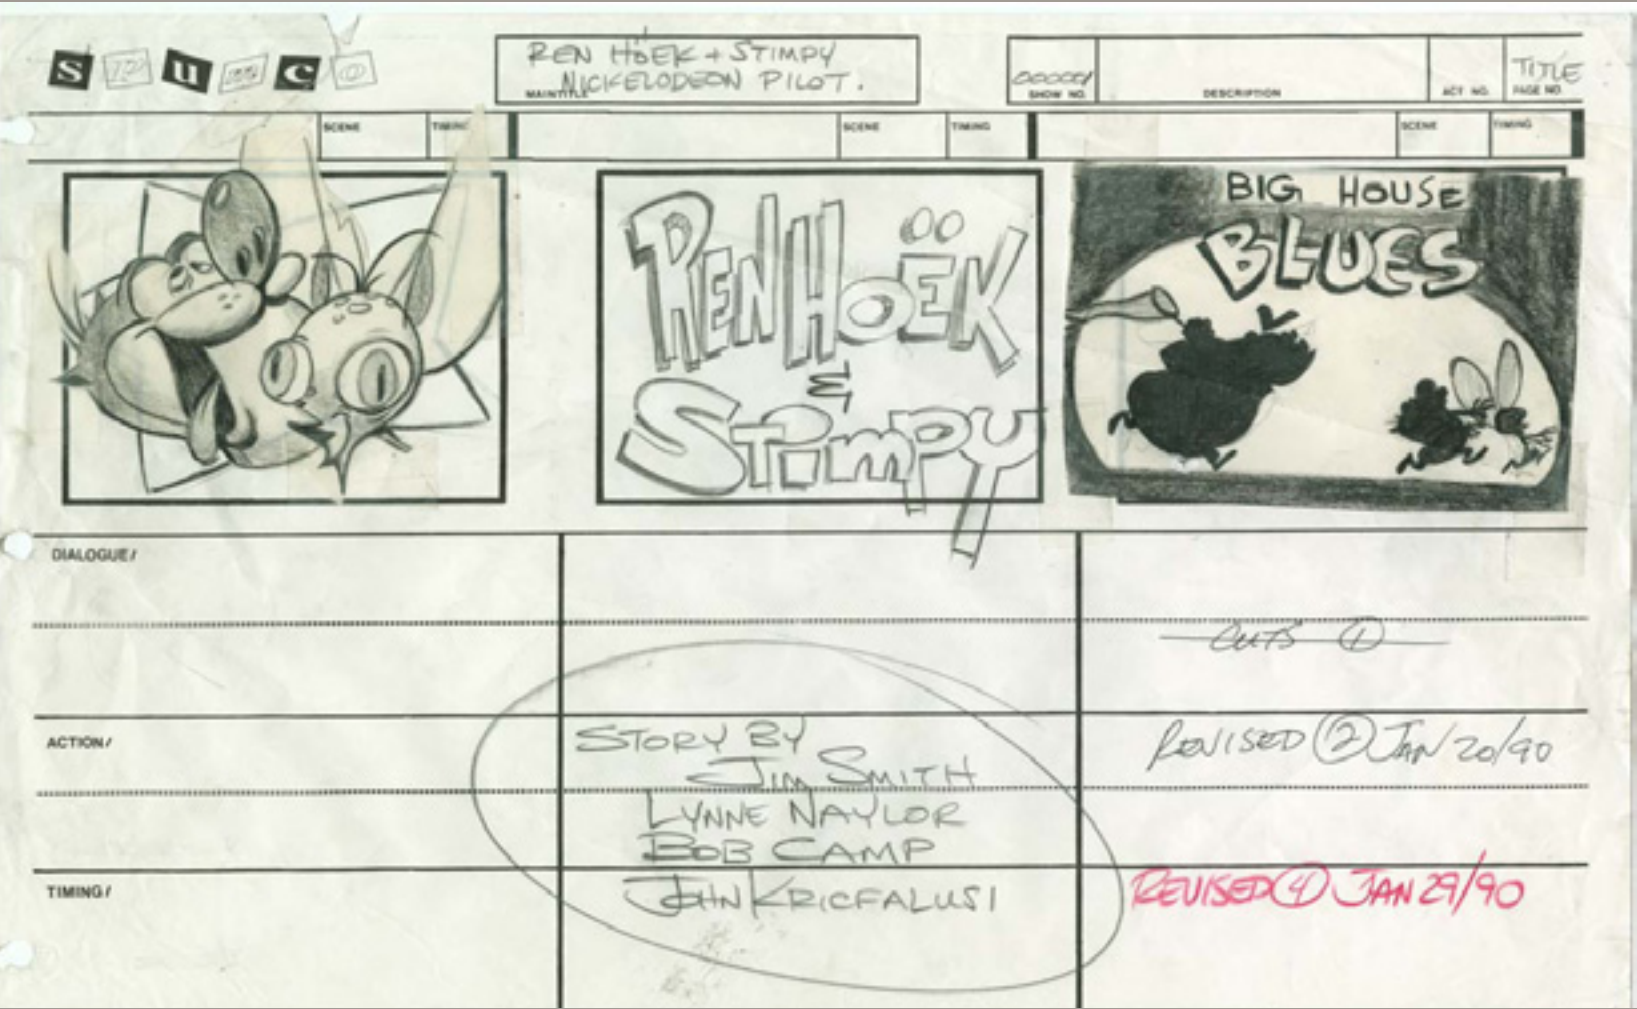 SPUMCO
REN HÖEK + STIMPY
NICKELODEON PILOT.
MAIN TITLE
00001
SHOW NO.
DESCRIPTION
ACT NO.
TITLE
PAGE NO.
SCENE
TIMING
SCENE
TIMING
SCENE
TIMING
REN HOËK
&
STIMPY
BIG HOUSE
BLUES
DIALOGUE/
CUTS 1
ACTION/
STORY BY
JIM SMITH
LYNNE NAYLOR
BOB CAMP
JOHN KRICFALUSI
REVISED 2 JAN 20/90
TIMING/
REVISED 4 JAN 29/90